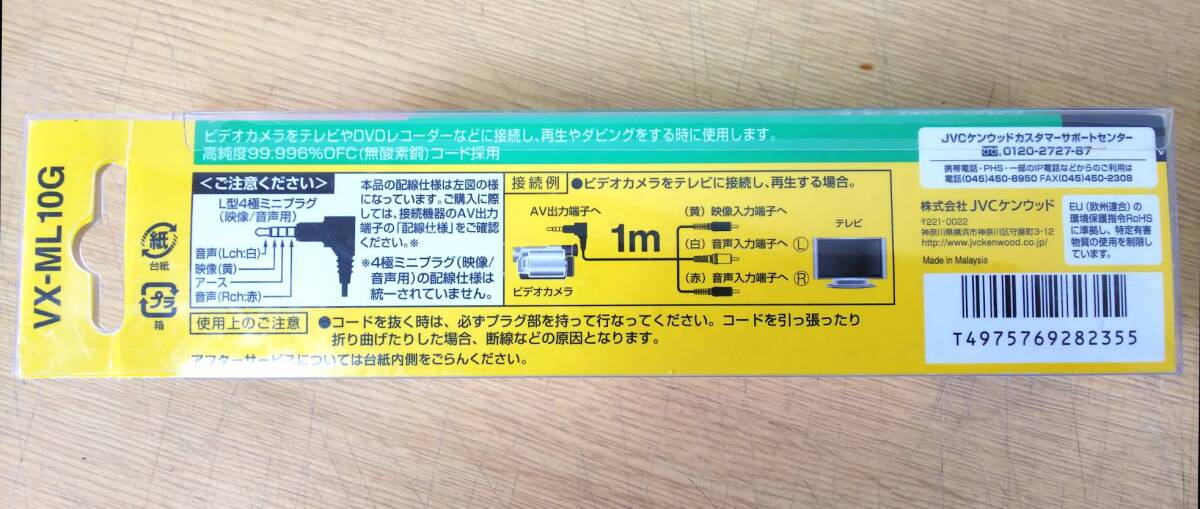 VX-ML10G
紙
台紙
プラ
箱
ビデオカメラをテレビやDVDレコーダーなどに接続し、再生やダビングをする時に使用します。
高純度99.996%OFC(無酸素銅)コード採用
<ご注意ください>
L型4極ミニプラグ
(映像/音声用)
音声(Lch:白)
映像(黄)
アース
音声(Rch:赤)
本品の配線仕様は左図の様
になっています。ご購入に際
しては、接続機器のAV出力
端子の「配線仕様」をご確認
ください。※
※4極ミニプラグ(映像/
音声用)の配線仕様は
統一されていません。
接続例
●ビデオカメラをテレビに接続し、再生する場合。
AV出力端子へ
ビデオカメラ
1m
(黄)映像入力端子へ
(白)音声入力端子へ Ⓛ
(赤)音声入力端子へ Ⓡ
テレビ
使用上のご注意
●コードを抜く時は、必ずプラグ部を持って行なってください。コードを引っ張ったり
折り曲げたりした場合、断線などの原因となります。
アフターサービスについては台紙内側をごらんください。
JVCケンウッドカスタマーサポートセンター
0120-2727-87
携帯電話・PHS・一部のIP電話などからのご利用は
電話(045)450-8950 FAX(045)450-2308
株式会社 JVCケンウッド
〒221-0022
神奈川県横浜市神奈川区守屋町3-12
http://www.jvckenwood.co.jp/
Made in Malaysia
EU(欧州連合)の
環境保護指令RoHS
に準拠し、特定有害
物質の使用を制限し
ています。
T4975769282355